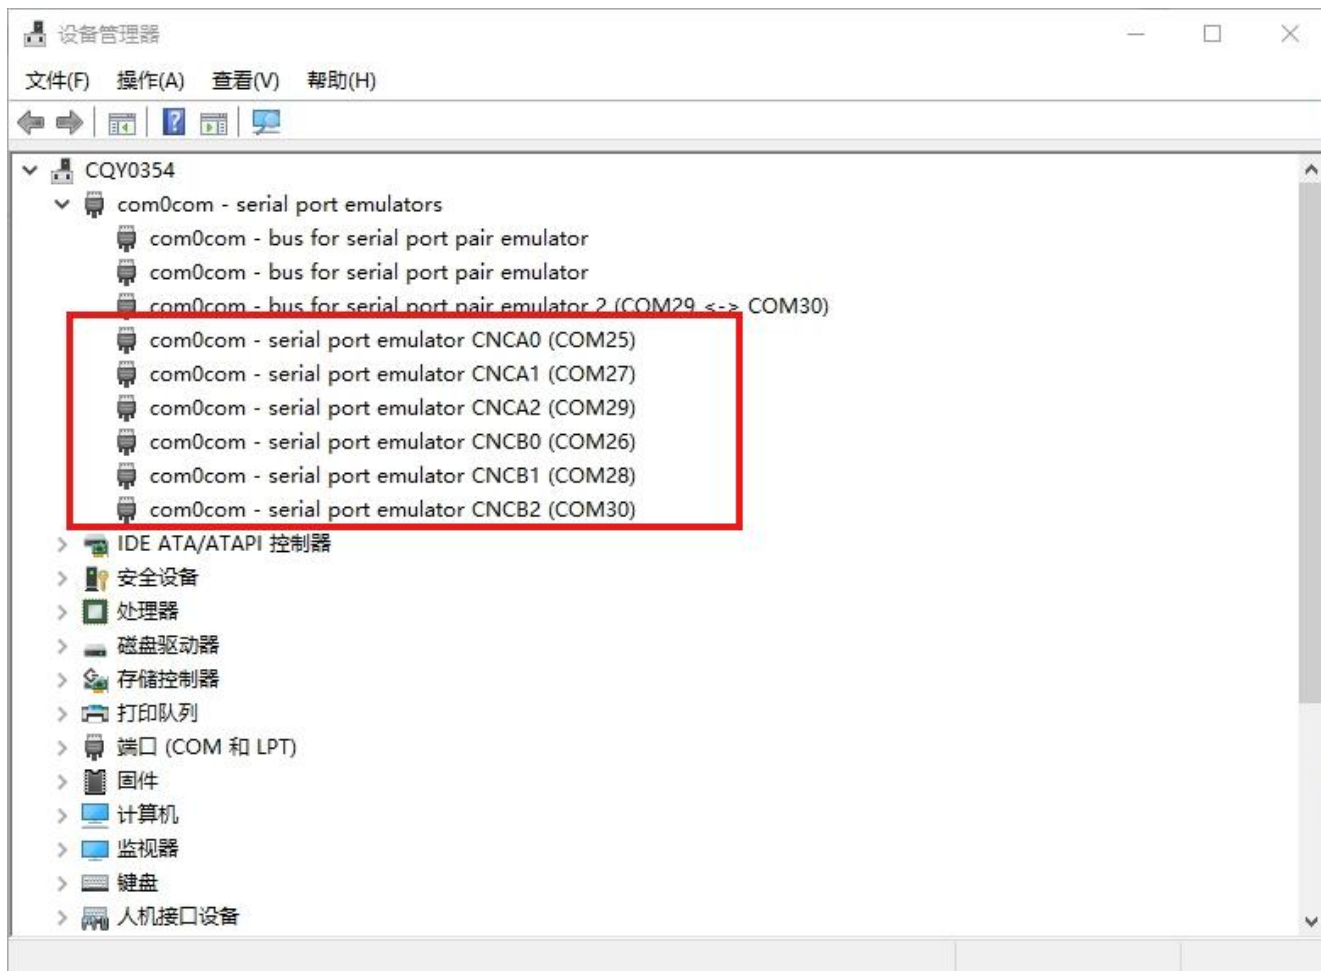 设备管理器
文件(F) 操作(A) 查看(V) 帮助(H)
CQY0354
com0com - serial port emulators
com0com - bus for serial port pair emulator
com0com - bus for serial port pair emulator
com0com - bus for serial port pair emulator 2 (COM29 <-> COM30)
com0com - serial port emulator CNCA0 (COM25)
com0com - serial port emulator CNCA1 (COM27)
com0com - serial port emulator CNCA2 (COM29)
com0com - serial port emulator CNCB0 (COM26)
com0com - serial port emulator CNCB1 (COM28)
com0com - serial port emulator CNCB2 (COM30)
IDE ATA/ATAPI 控制器
安全设备
处理器
磁盘驱动器
存储控制器
打印队列
端口 (COM 和 LPT)
固件
计算机
监视器
键盘
人机接口设备